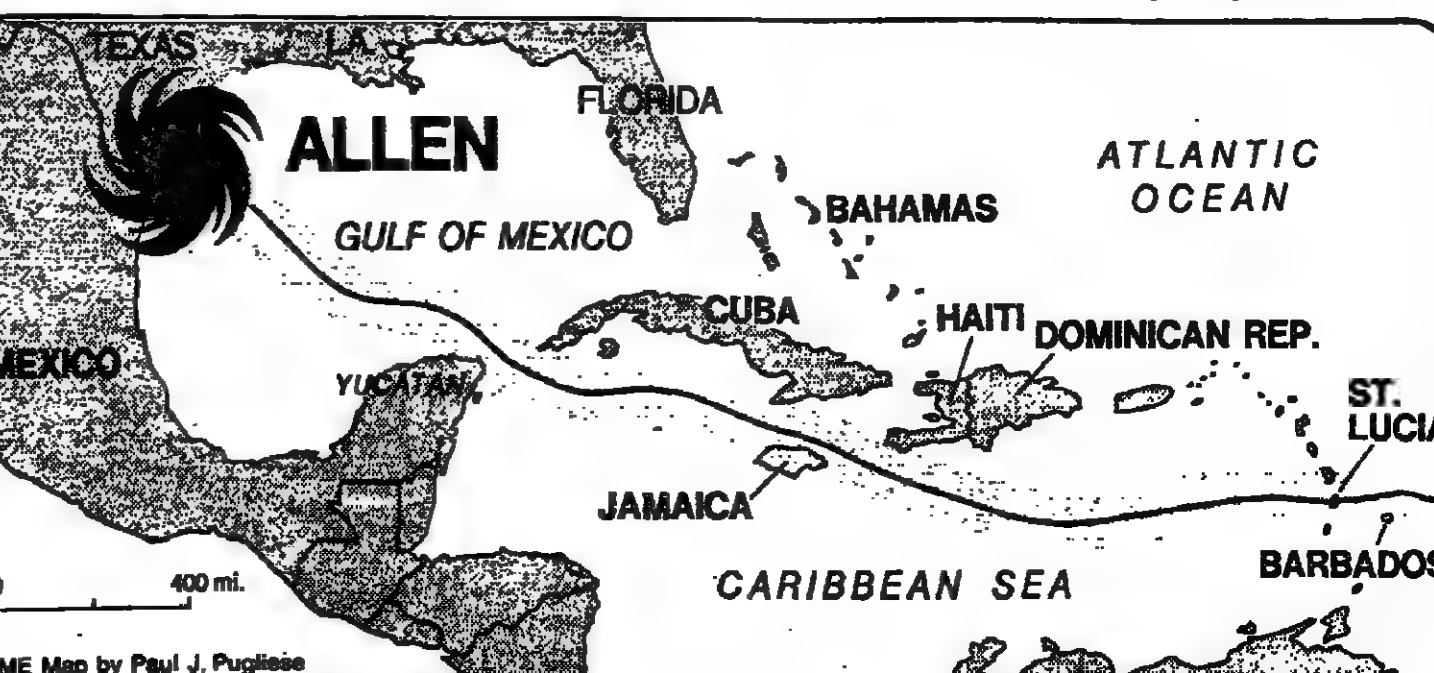 TEXAS
LA.
FLORIDA
ALLEN
ATLANTIC
OCEAN
GULF OF MEXICO
BAHAMAS
CUBA
HAITI
DOMINICAN REP.
MEXICO
YUCATAN
ST.
LUCIA
JAMAICA
BARBADOS
400 mi.
CARIBBEAN SEA
ME Map by Paul J. Pugliese